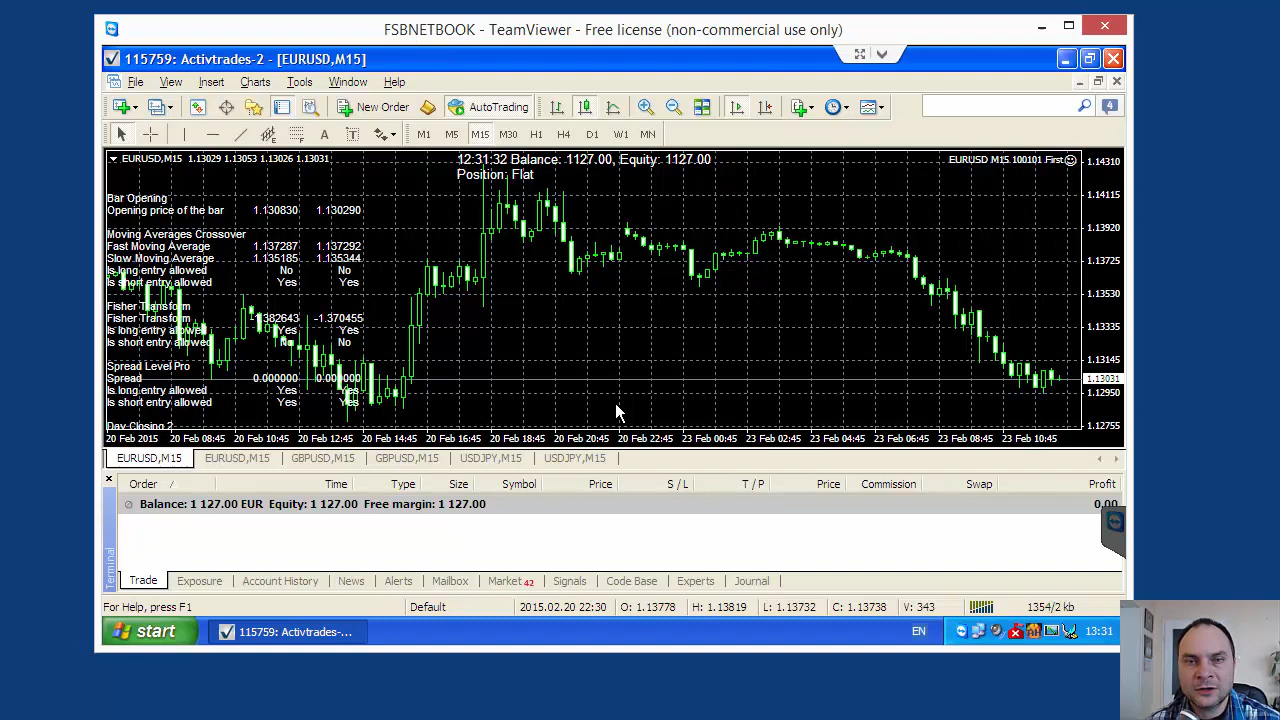 FSBNETBOOK - TeamViewer - Free license (non-commercial use only)
115759: Activtrades-2 - [EURUSD,M15]
File View Insert Charts Tools Window Help
New Order AutoTrading 4
A T M1 M5 M15 M30 H1 H4 D1 W1 MN
EURUSD,M15 1.13029 1.13053 1.13026 1.13031
12:31:32 Balance: 1127.00, Equity: 1127.00
EURUSD M15 100101 First
Position: Flat
Bar Opening
Opening price of the bar 1.130830 1.130290
Moving Averages Crossover
Fast Moving Average 1.137287 1.137292
Slow Moving Average 1.135185 1.135344
Is long entry allowed No No
Is short entry allowed Yes Yes
Fisher Transform
Fisher Transform -1.382643 -1.370455
Is long entry allowed Yes Yes
Is short entry allowed No No
Spread Level Pro
Spread 0.000000 0.000000
Is long entry allowed Yes Yes
Is short entry allowed Yes Yes
Day Closing 2
1.14310
1.14115
1.13920
1.13725
1.13530
1.13335
1.13145
1.13031
1.12950
1.12755
20 Feb 2015 20 Feb 08:45 20 Feb 10:45 20 Feb 12:45 20 Feb 14:45 20 Feb 16:45 20 Feb 18:45 20 Feb 20:45 20 Feb 22:45 23 Feb 00:45 23 Feb 02:45 23 Feb 04:45 23 Feb 06:45 23 Feb 08:45 23 Feb 10:45
EURUSD,M15 EURUSD,M15 GBPUSD,M15 GBPUSD,M15 USDJPY,M15 USDJPY,M15
Order Time Type Size Symbol Price S / L T / P Price Commission Swap Profit
Balance: 1 127.00 EUR Equity: 1 127.00 Free margin: 1 127.00 0.00
Terminal
Trade Exposure Account History News Alerts Mailbox Market 42 Signals Code Base Experts Journal
For Help, press F1 Default 2015.02.20 22:30 O: 1.13778 H: 1.13819 L: 1.13732 C: 1.13738 V: 343 1354/2 kb
start 115759: Activtrades-... EN 13:31